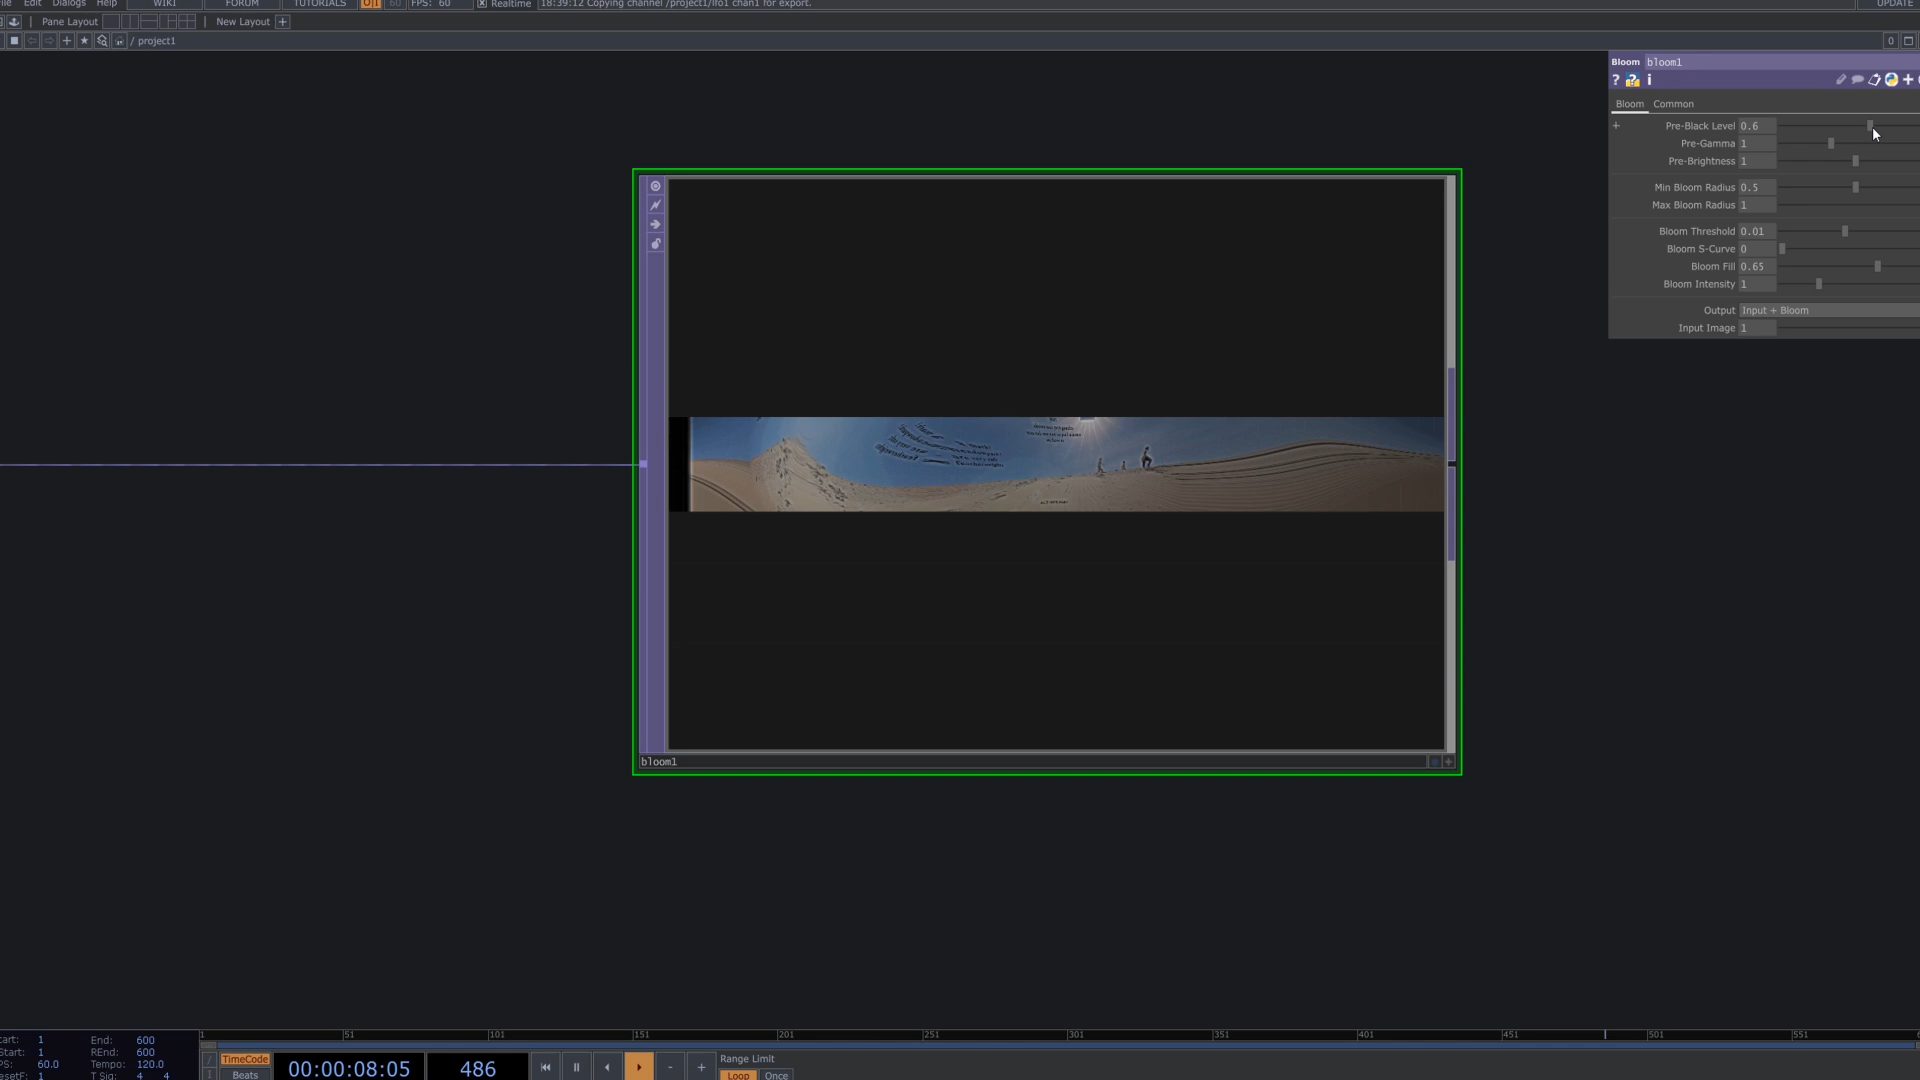 Edit Dialogs Help WIKI FORUM TUTORIALS O|I 60 FPS: 60 Realtime 18:39:12 Copying channel /project1/lfo1 chan1 for export. UPDATE
Pane Layout New Layout +
/ project1
0
Bloom bloom1
? ? i
Bloom Common
+ Pre-Black Level 0.6
Pre-Gamma 1
Pre-Brightness 1
Min Bloom Radius 0.5
Max Bloom Radius 1
Bloom Threshold 0.01
Bloom S-Curve 0
Bloom Fill 0.65
Bloom Intensity 1
Output Input + Bloom
Input Image 1
bloom1
1 51 101 151 201 251 301 351 401 451 501 551
tart: 1 End: 600
Start: 1 REnd: 600
PS: 60.0 Tempo: 120.0
esetF: 1 T Sig: 4 4
TimeCode
Beats
00:00:08:05 486
- +
Range Limit
Loop Once